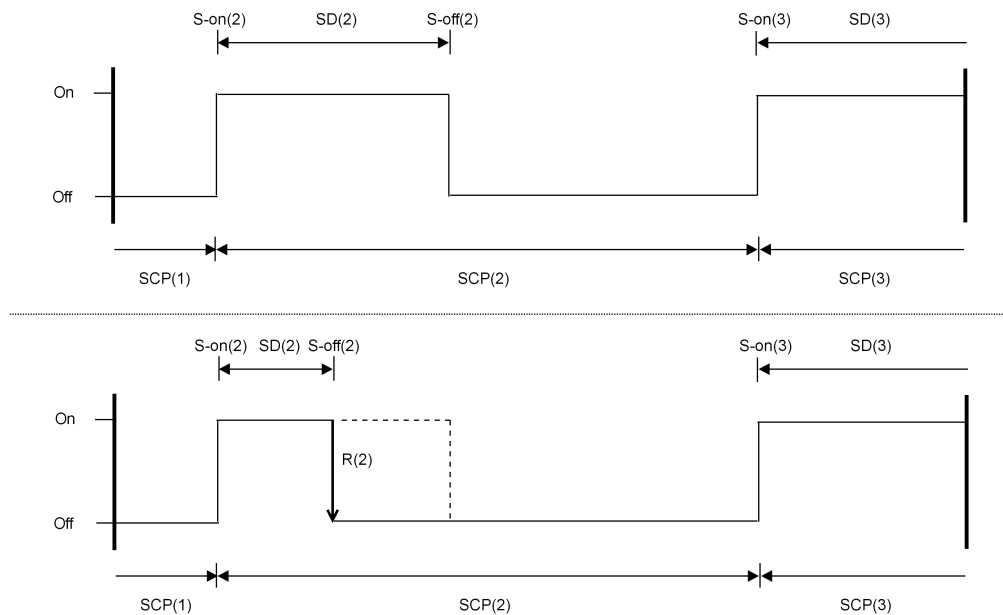 S-on(2) SD(2) S-off(2) S-on(3) SD(3)
On
Off
SCP(1) SCP(2) SCP(3)
S-on(2) SD(2) S-off(2) S-on(3) SD(3)
On
R(2)
Off
SCP(1) SCP(2) SCP(3)